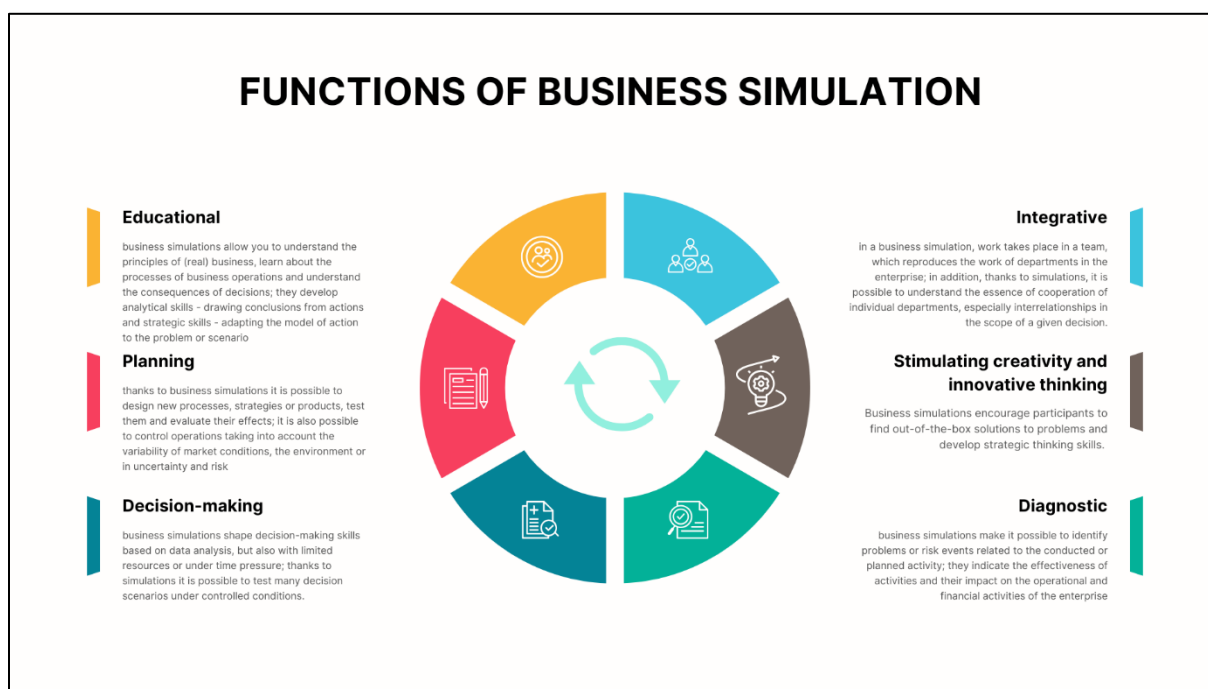 FUNCTIONS OF BUSINESS SIMULATION
Educational
business simulations allow you to understand the
principles of (real) business, learn about the
processes of business operations and understand
the consequences of decisions; they develop
analytical skills - drawing conclusions from actions
and strategic skills - adapting the model of action
to the problem or scenario
Planning
thanks to business simulations it is possible to
design new processes, strategies or products, test
them and evaluate their effects; it is also possible
to control operations taking into account the
variability of market conditions, the environment or
in uncertainty and risk
Decision-making
business simulations shape decision-making skills
based on data analysis, but also with limited
resources or under time pressure; thanks to
simulations it is possible to test many decision
scenarios under controlled conditions.
Integrative
in a business simulation, work takes place in a team,
which reproduces the work of departments in the
enterprise; in addition, thanks to simulations, it is
possible to understand the essence of cooperation of
individual departments, especially interrelationships in
the scope of a given decision.
Stimulating creativity and
innovative thinking
Business simulations encourage participants to
find out-of-the-box solutions to problems and
develop strategic thinking skills.
Diagnostic
business simulations make it possible to identify
problems or risk events related to the conducted or
planned activity; they indicate the effectiveness of
activities and their impact on the operational and
financial activities of the enterprise